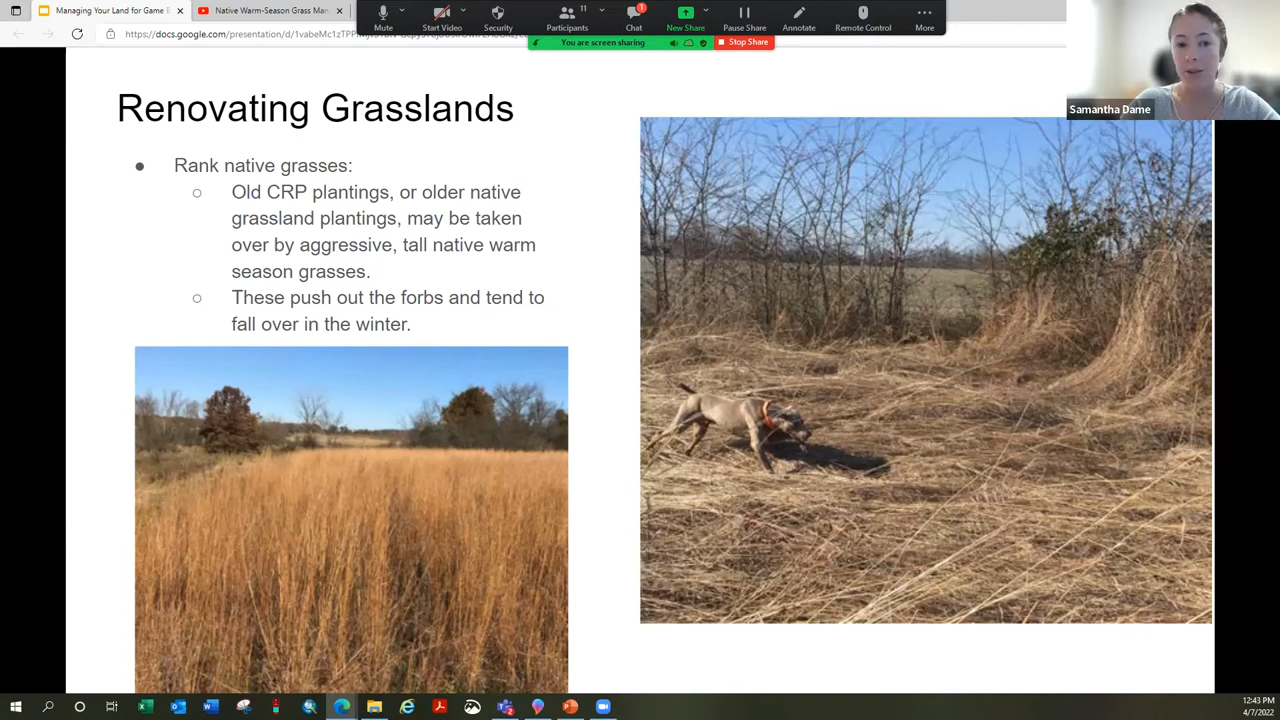 Managing Your Land for Game
Native Warm-Season Grass Man
Mute
Start Video
Security
11
Participants
1
Chat
New Share
Pause Share
Annotate
Remote Control
More
You are screen sharing
Stop Share
Samantha Dame
Renovating Grasslands
● Rank native grasses:
○ Old CRP plantings, or older native
grassland plantings, may be taken
over by aggressive, tall native warm
season grasses.
○ These push out the forbs and tend to
fall over in the winter.
12:43 PM
4/7/2022